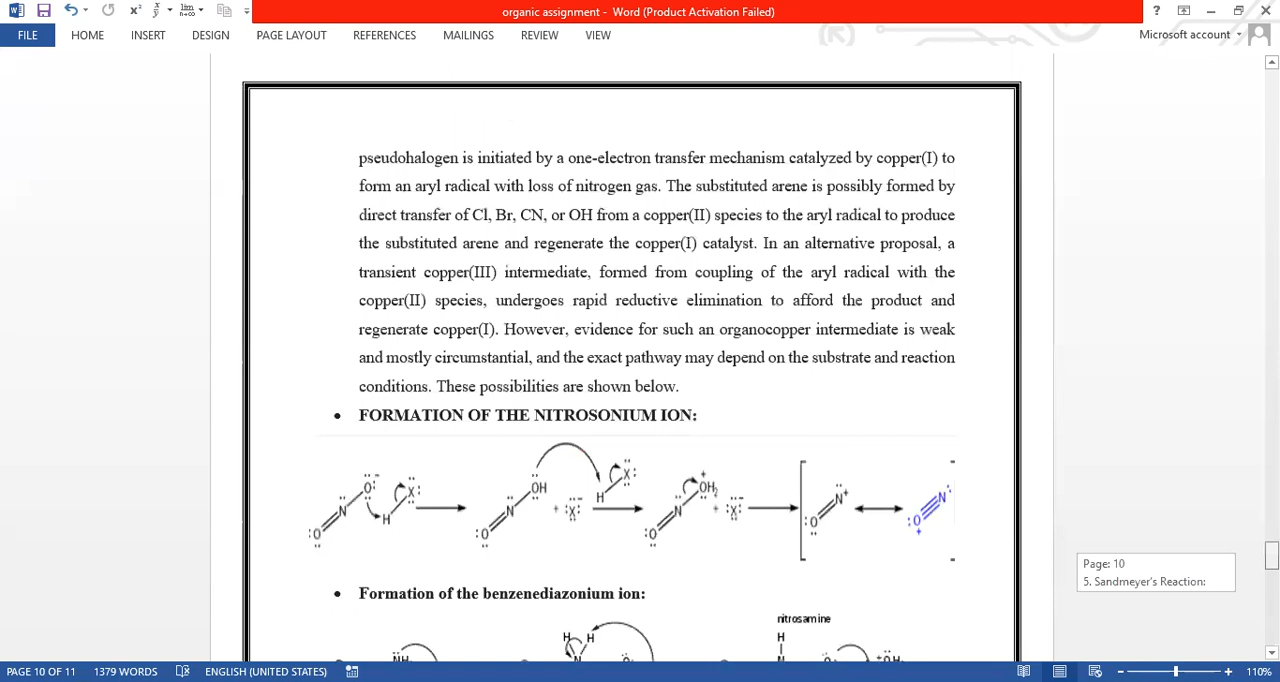 organic assignment - Word (Product Activation Failed)
FILE HOME INSERT DESIGN PAGE LAYOUT REFERENCES MAILINGS REVIEW VIEW Microsoft account
pseudohalogen is initiated by a one-electron transfer mechanism catalyzed by copper(I) to
form an aryl radical with loss of nitrogen gas. The substituted arene is possibly formed by
direct transfer of Cl, Br, CN, or OH from a copper(II) species to the aryl radical to produce
the substituted arene and regenerate the copper(I) catalyst. In an alternative proposal, a
transient copper(III) intermediate, formed from coupling of the aryl radical with the
copper(II) species, undergoes rapid reductive elimination to afford the product and
regenerate copper(I). However, evidence for such an organocopper intermediate is weak
and mostly circumstantial, and the exact pathway may depend on the substrate and reaction
conditions. These possibilities are shown below.
• FORMATION OF THE NITROSONIUM ION:
O N H X
OH N O + X H X
OH2 + N O + X
N + O
N O +
Page: 10
5. Sandmeyer's Reaction:
• Formation of the benzenediazonium ion:
nitrosamine
H H H
PAGE 10 OF 11 1379 WORDS ENGLISH (UNITED STATES) 110%